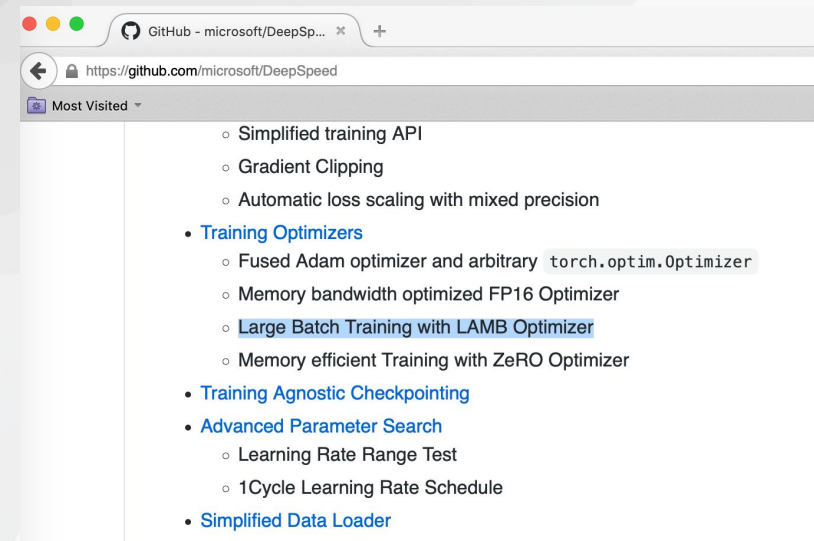 GitHub - microsoft/DeepSp...
https://github.com/microsoft/DeepSpeed
Most Visited
Simplified training API
Gradient Clipping
Automatic loss scaling with mixed precision
Training Optimizers
Fused Adam optimizer and arbitrary torch.optim.Optimizer
Memory bandwidth optimized FP16 Optimizer
Large Batch Training with LAMB Optimizer
Memory efficient Training with ZeRO Optimizer
Training Agnostic Checkpointing
Advanced Parameter Search
Learning Rate Range Test
1Cycle Learning Rate Schedule
Simplified Data Loader